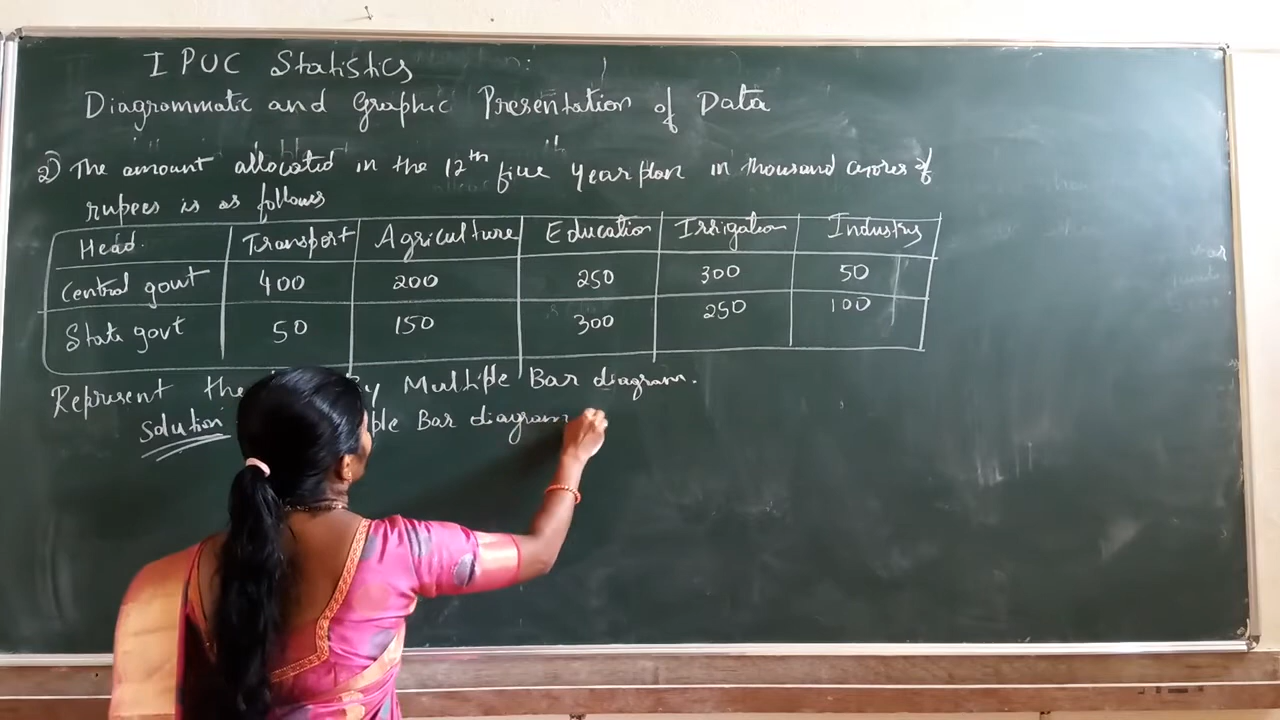 I PUC Statistics
Diagrammatic and Graphic Presentation of Data
2) The amount allocated in the 12th five year plan in thousand crores of
rupees is as follows
Head. Transport Agriculture Education Irrigation Industry
Central govt 400 200 250 300 50
State govt 50 150 300 250 100
Represent the By Multiple Bar diagram.
Solution Bar diagram